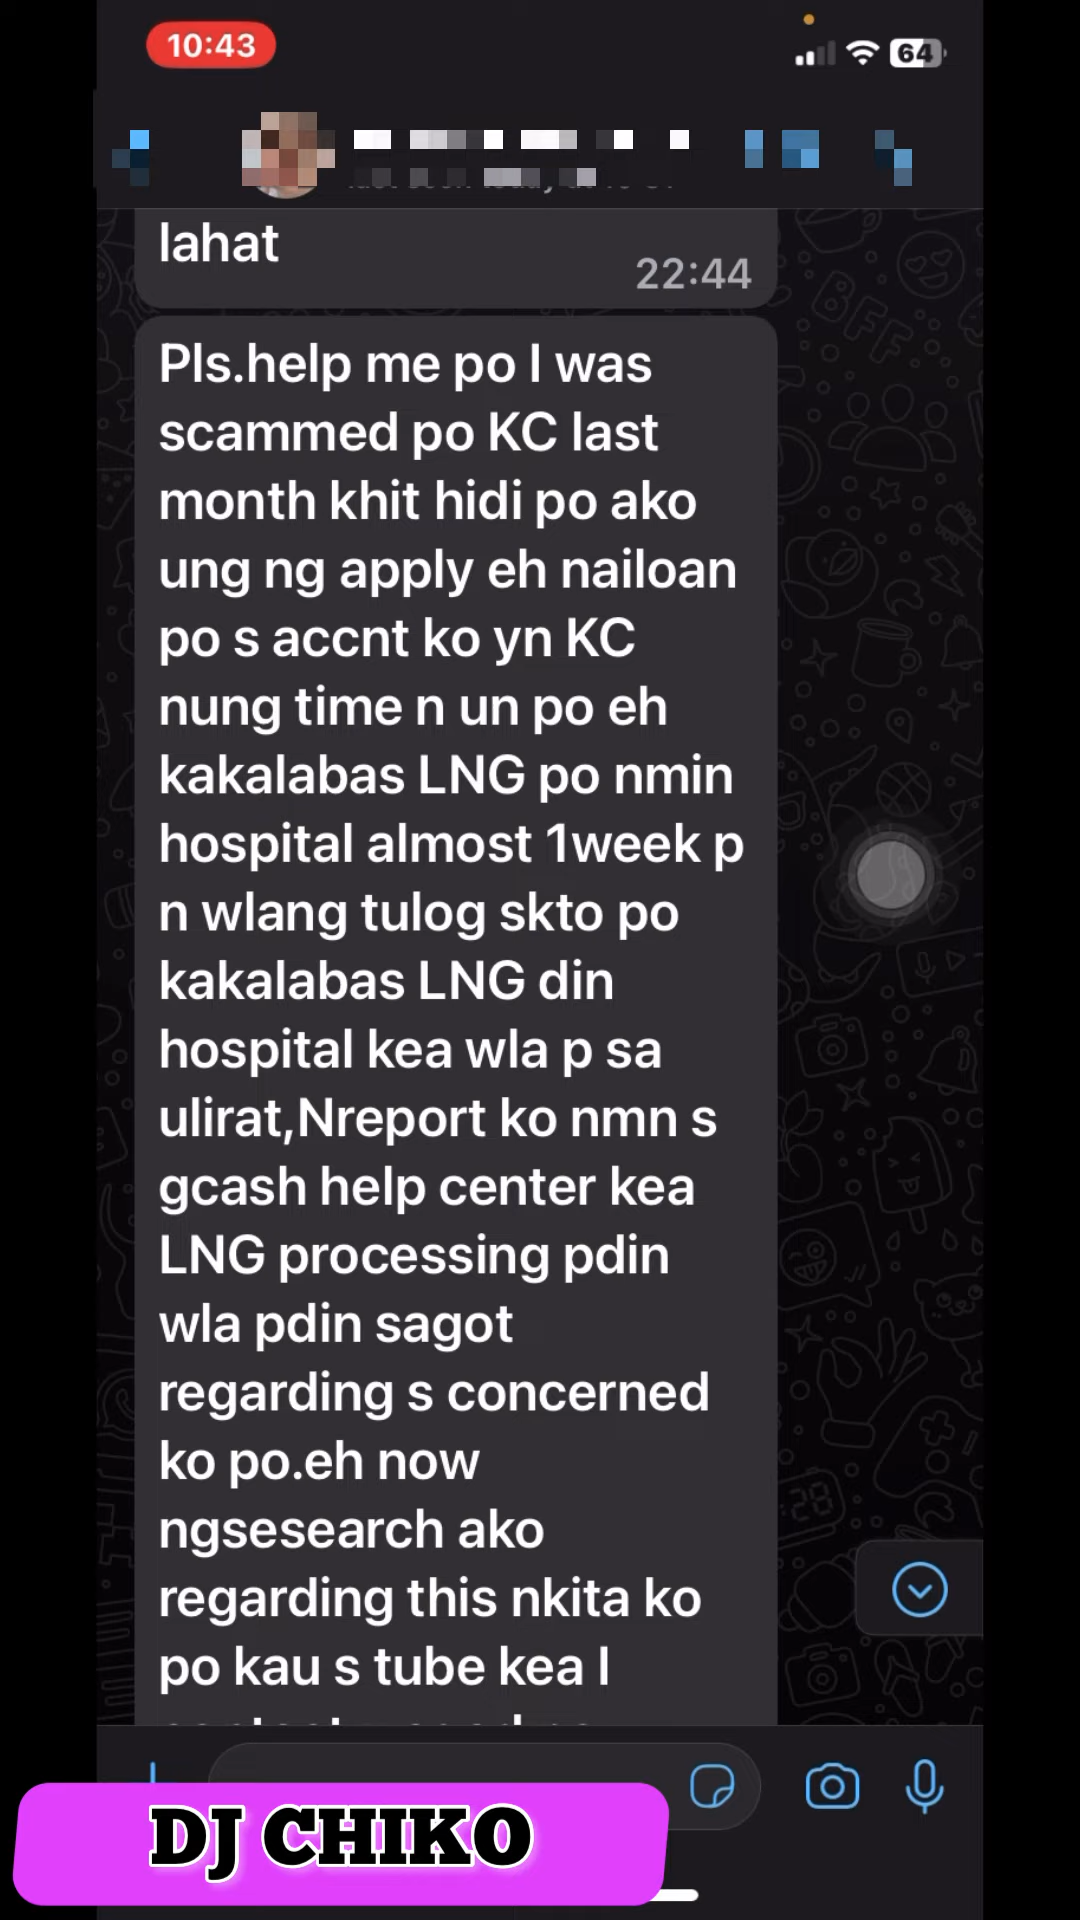 10:43
64
lahat
22:44
Pls.help me po I was
scammed po KC last
month khit hidi po ako
ung ng apply eh nailoan
po s accnt ko yn KC
nung time n un po eh
kakalabas LNG po nmin
hospital almost 1week p
n wlang tulog skto po
kakalabas LNG din
hospital kea wla p sa
ulirat,Nreport ko nmn s
gcash help center kea
LNG processing pdin
wla pdin sagot
regarding s concerned
ko po.eh now
ngsesearch ako
regarding this nkita ko
po kau s tube kea I
DJ CHIKO